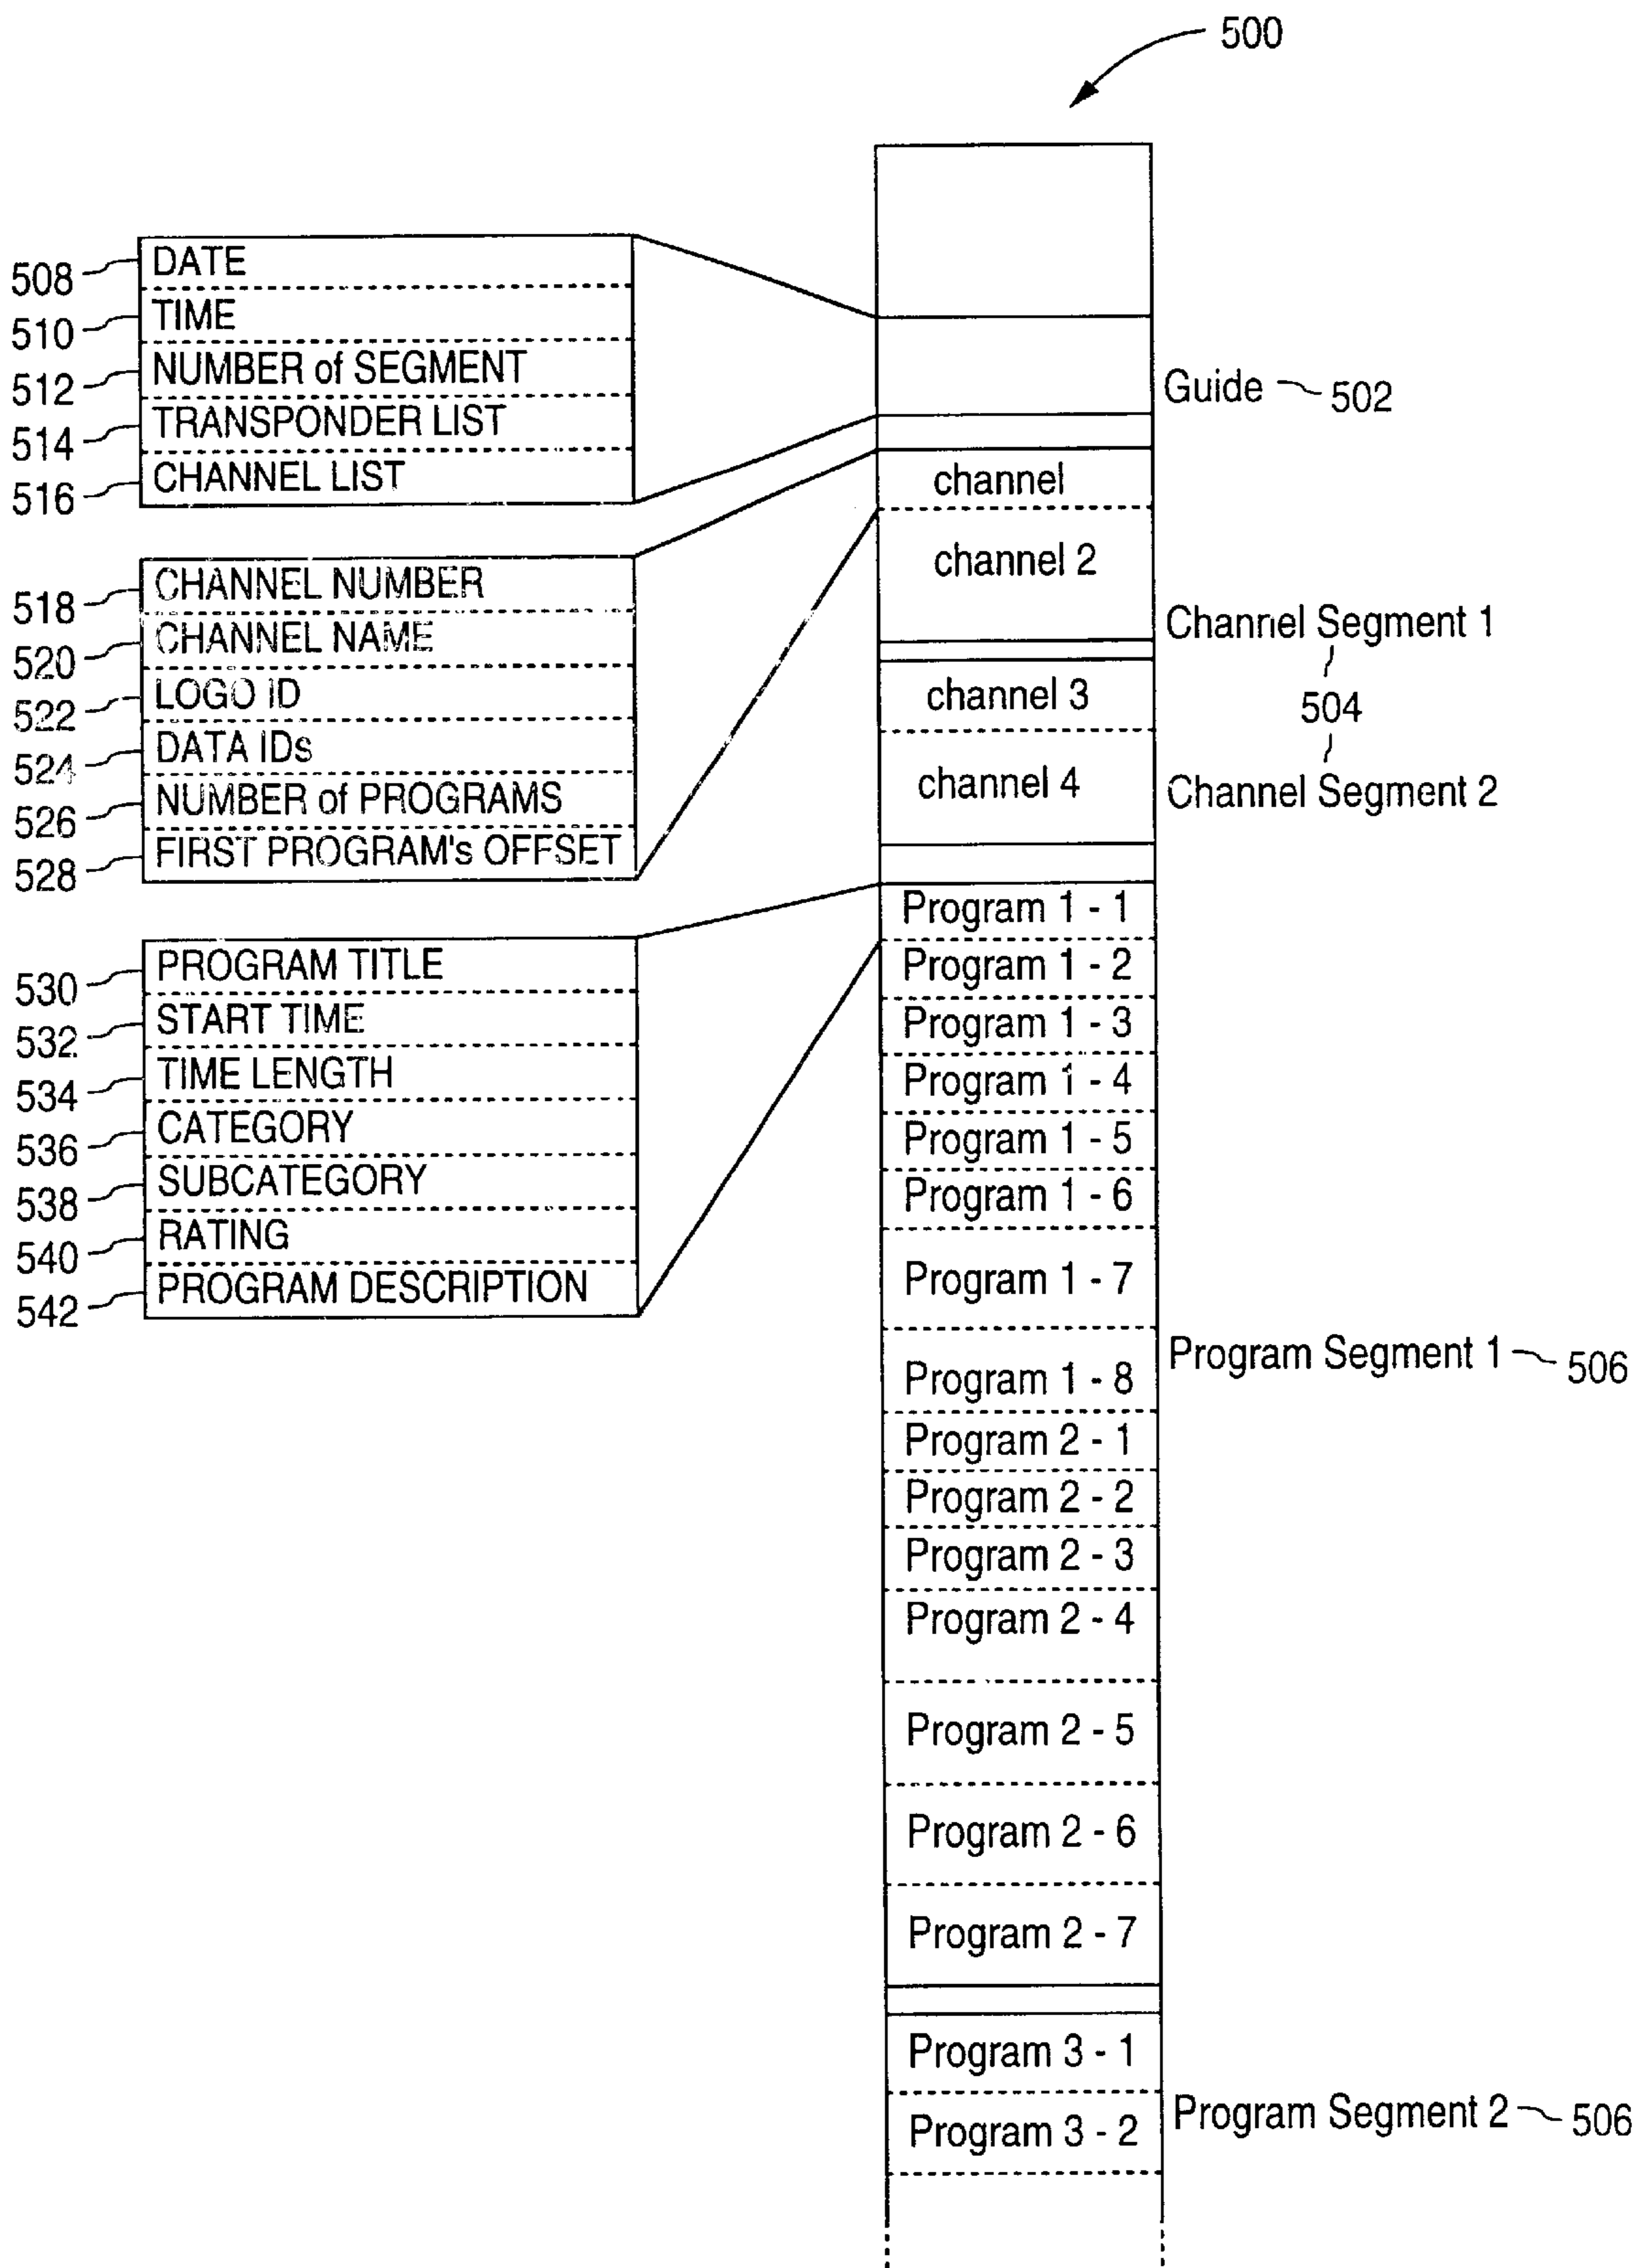 500
508 DATE
510 TIME
512 NUMBER of SEGMENT
514 TRANSPONDER LIST
516 CHANNEL LIST
Guide 502
518 CHANNEL NUMBER
520 CHANNEL NAME
522 LOGO ID
524 DATA IDs
526 NUMBER of PROGRAMS
528 FIRST PROGRAM's OFFSET
channel
channel 2
Channel Segment 1
504
channel 3
channel 4
Channel Segment 2
530 PROGRAM TITLE
532 START TIME
534 TIME LENGTH
536 CATEGORY
538 SUBCATEGORY
540 RATING
542 PROGRAM DESCRIPTION
Program 1 - 1
Program 1 - 2
Program 1 - 3
Program 1 - 4
Program 1 - 5
Program 1 - 6
Program 1 - 7
Program Segment 1 506
Program 1 - 8
Program 2 - 1
Program 2 - 2
Program 2 - 3
Program 2 - 4
Program 2 - 5
Program 2 - 6
Program 2 - 7
Program 3 - 1
Program Segment 2 506
Program 3 - 2